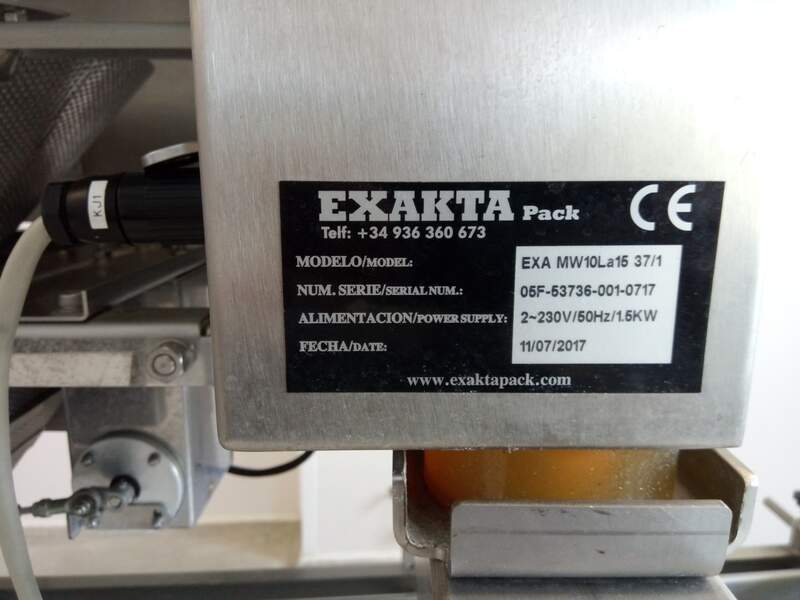 EXAKTA Pack
CE
Telf: +34 936 360 673
MODELO/MODEL: EXA MW10La15 37/1
NUM. SERIE/SERIAL NUM.: 05F-53736-001-0717
ALIMENTACION/POWER SUPPLY: 2~230V/50Hz/1.5KW
FECHA/DATE: 11/07/2017
www.exaktapack.com
KJ1